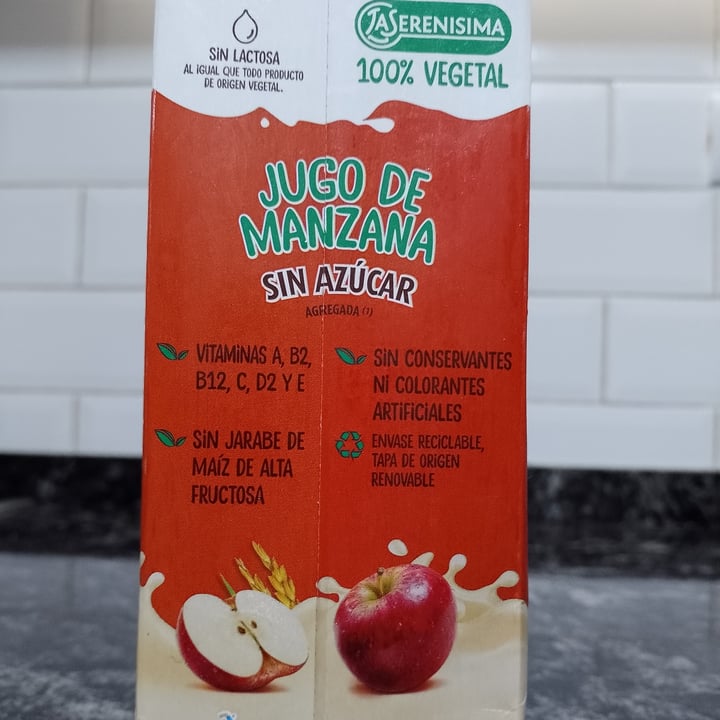 SIN LACTOSA
AL IGUAL QUE TODO PRODUCTO
DE ORIGEN VEGETAL.
LASERENISIMA
100% VEGETAL
JUGO DE
MANZANA
SIN AZÚCAR
AGREGADA (1)
VITAMINAS A, B2,
B12, C, D2 Y E
SIN JARABE DE
MAÍZ DE ALTA
FRUCTOSA
SIN CONSERVANTES
NI COLORANTES
ARTIFICIALES
ENVASE RECICLABLE,
TAPA DE ORIGEN
RENOVABLE